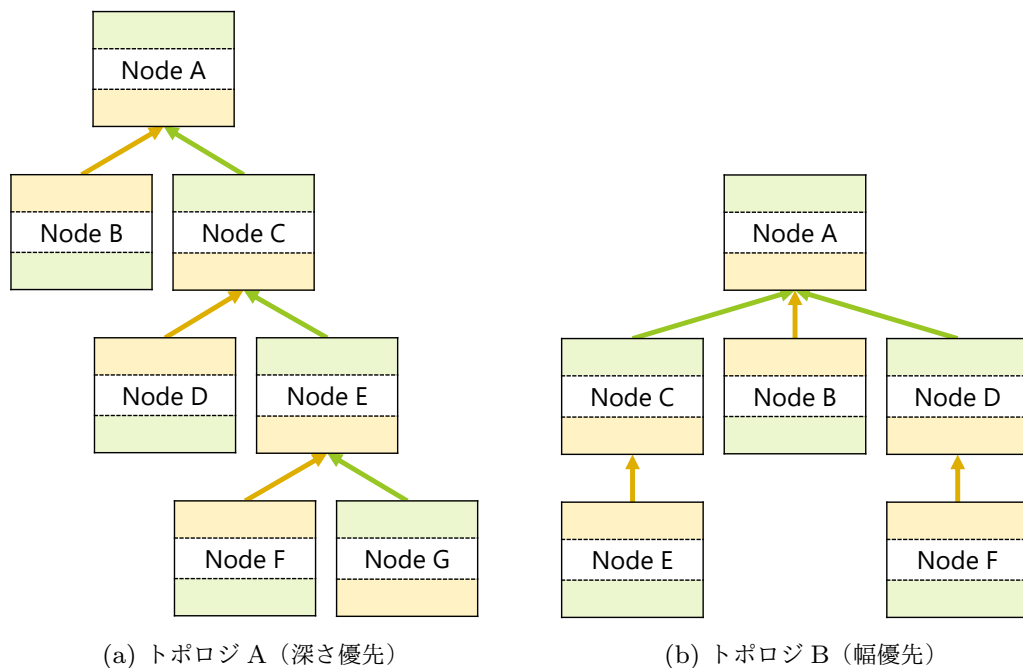 Node A
Node B
Node C
Node D
Node E
Node F
Node G
(a) トポロジ A（深さ優先）
Node A
Node C
Node B
Node D
Node E
Node F
(b) トポロジ B（幅優先）